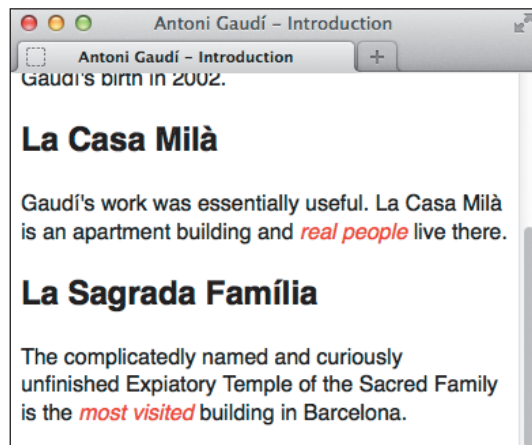 Antoni Gaudí – Introduction
Antoni Gaudí – Introduction
Gaudí's birth in 2002.
La Casa Milà
Gaudí's work was essentially useful. La Casa Milà
is an apartment building and real people live there.
La Sagrada Família
The complicatedly named and curiously
unfinished Expiatory Temple of the Sacred Family
is the most visited building in Barcelona.